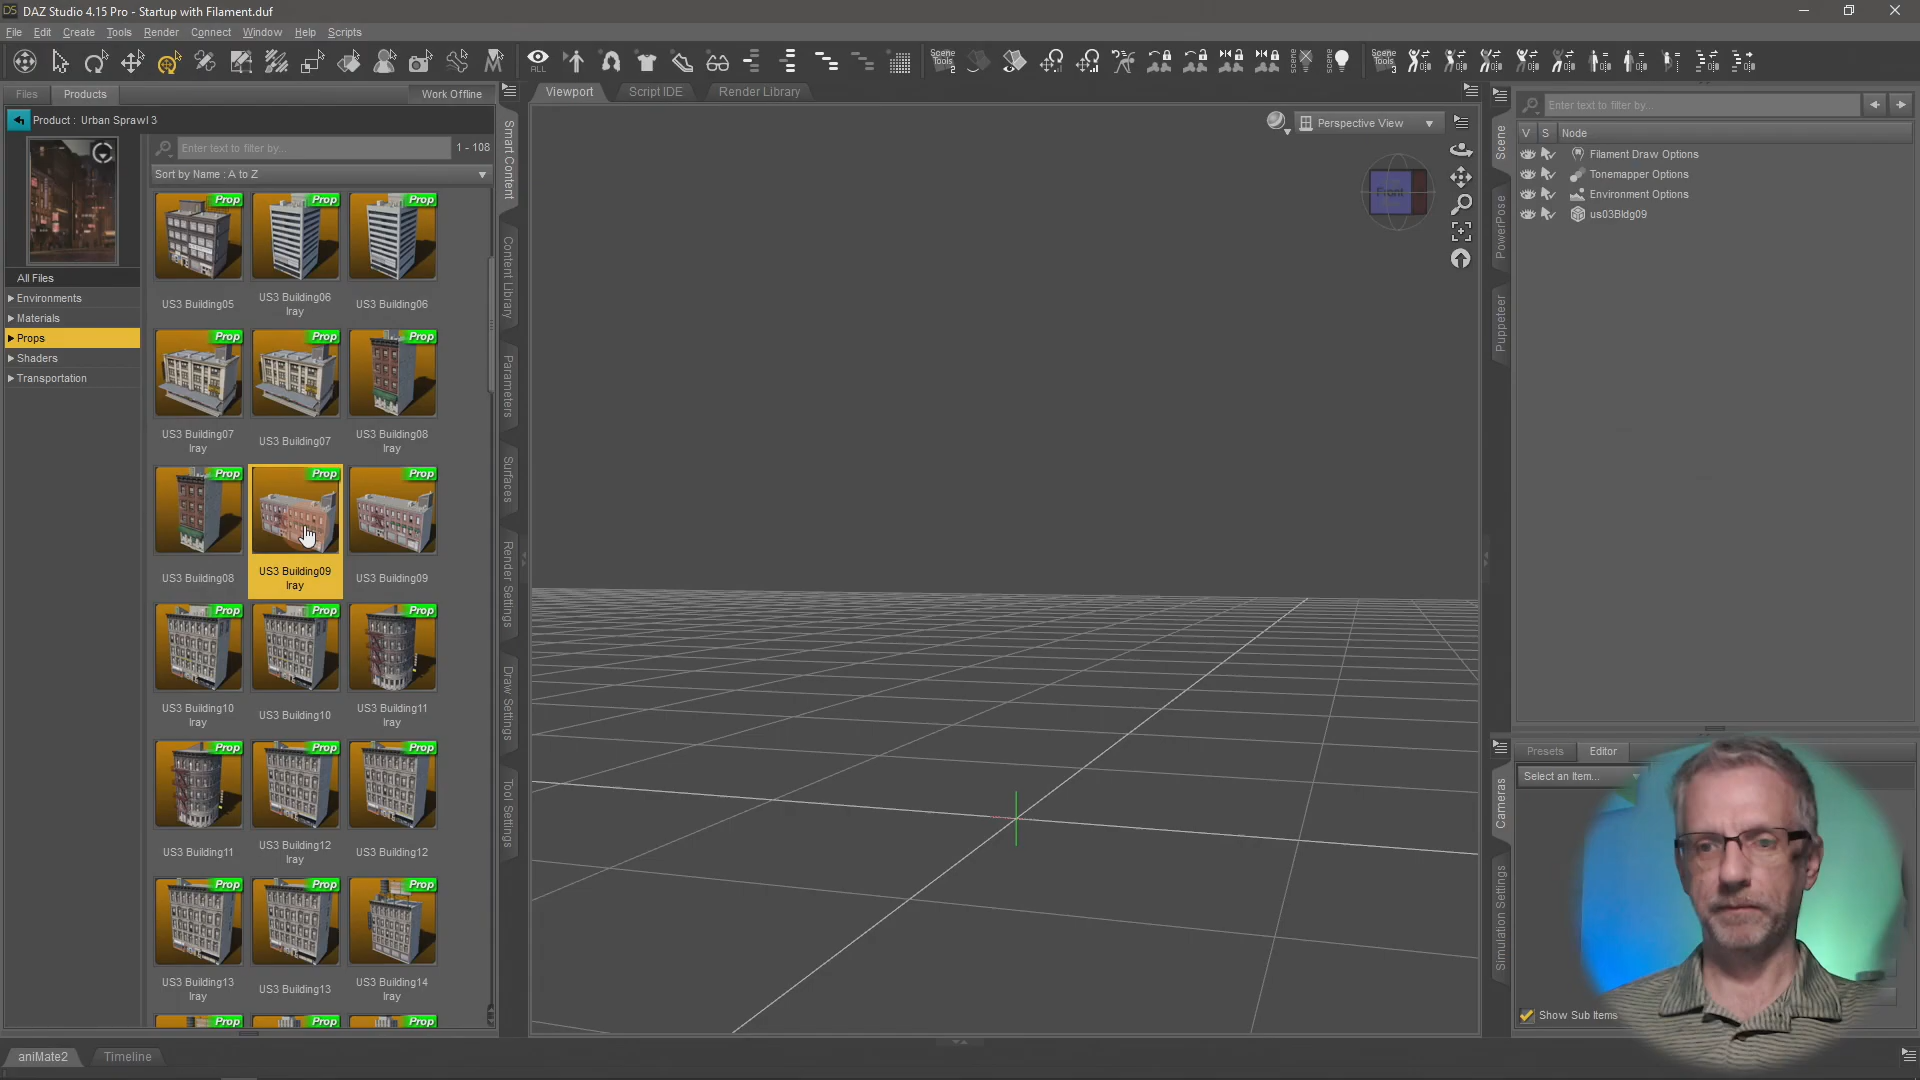 DAZ Studio 4.15 Pro - Startup with Filament.duf
File Edit Create Tools Render Connect Window Help Scripts
ALL
Scene Tools 2
Scene Tools 3
Files Products Work Offline
Product : Urban Sprawl 3
Enter text to filter by... 1 - 108
Sort by Name : A to Z
All Files
Environments
Materials
Props
Shaders
Transportation
Prop Prop Prop
US3 Building05
US3 Building06 Iray
US3 Building06
Prop Prop Prop
US3 Building07 Iray
US3 Building07
US3 Building08 Iray
Prop Prop Prop
US3 Building08
US3 Building09 Iray
US3 Building09
Prop Prop Prop
US3 Building10 Iray
US3 Building10
US3 Building11 Iray
Prop Prop Prop
US3 Building11
US3 Building12 Iray
US3 Building12
Prop Prop Prop
US3 Building13 Iray
US3 Building13
US3 Building14 Iray
Prop Prop Prop
Smart Content
Content Library
Parameters
Surfaces
Render Settings
Draw Settings
Tool Settings
Viewport Script IDE Render Library
Perspective View
Front
Scene
PowerPose
Puppeteer
Enter text to filter by...
V S Node
Filament Draw Options
Tonemapper Options
Environment Options
us03Bldg09
Cameras
Simulation Settings
Presets Editor
Select an Item...
Show Sub Items
aniMate2 Timeline